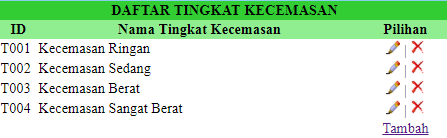 DAFTAR TINGKAT KECEMASAN
ID Nama Tingkat Kecemasan Pilihan
T001 Kecemasan Ringan |
T002 Kecemasan Sedang |
T003 Kecemasan Berat |
T004 Kecemasan Sangat Berat |
Tambah